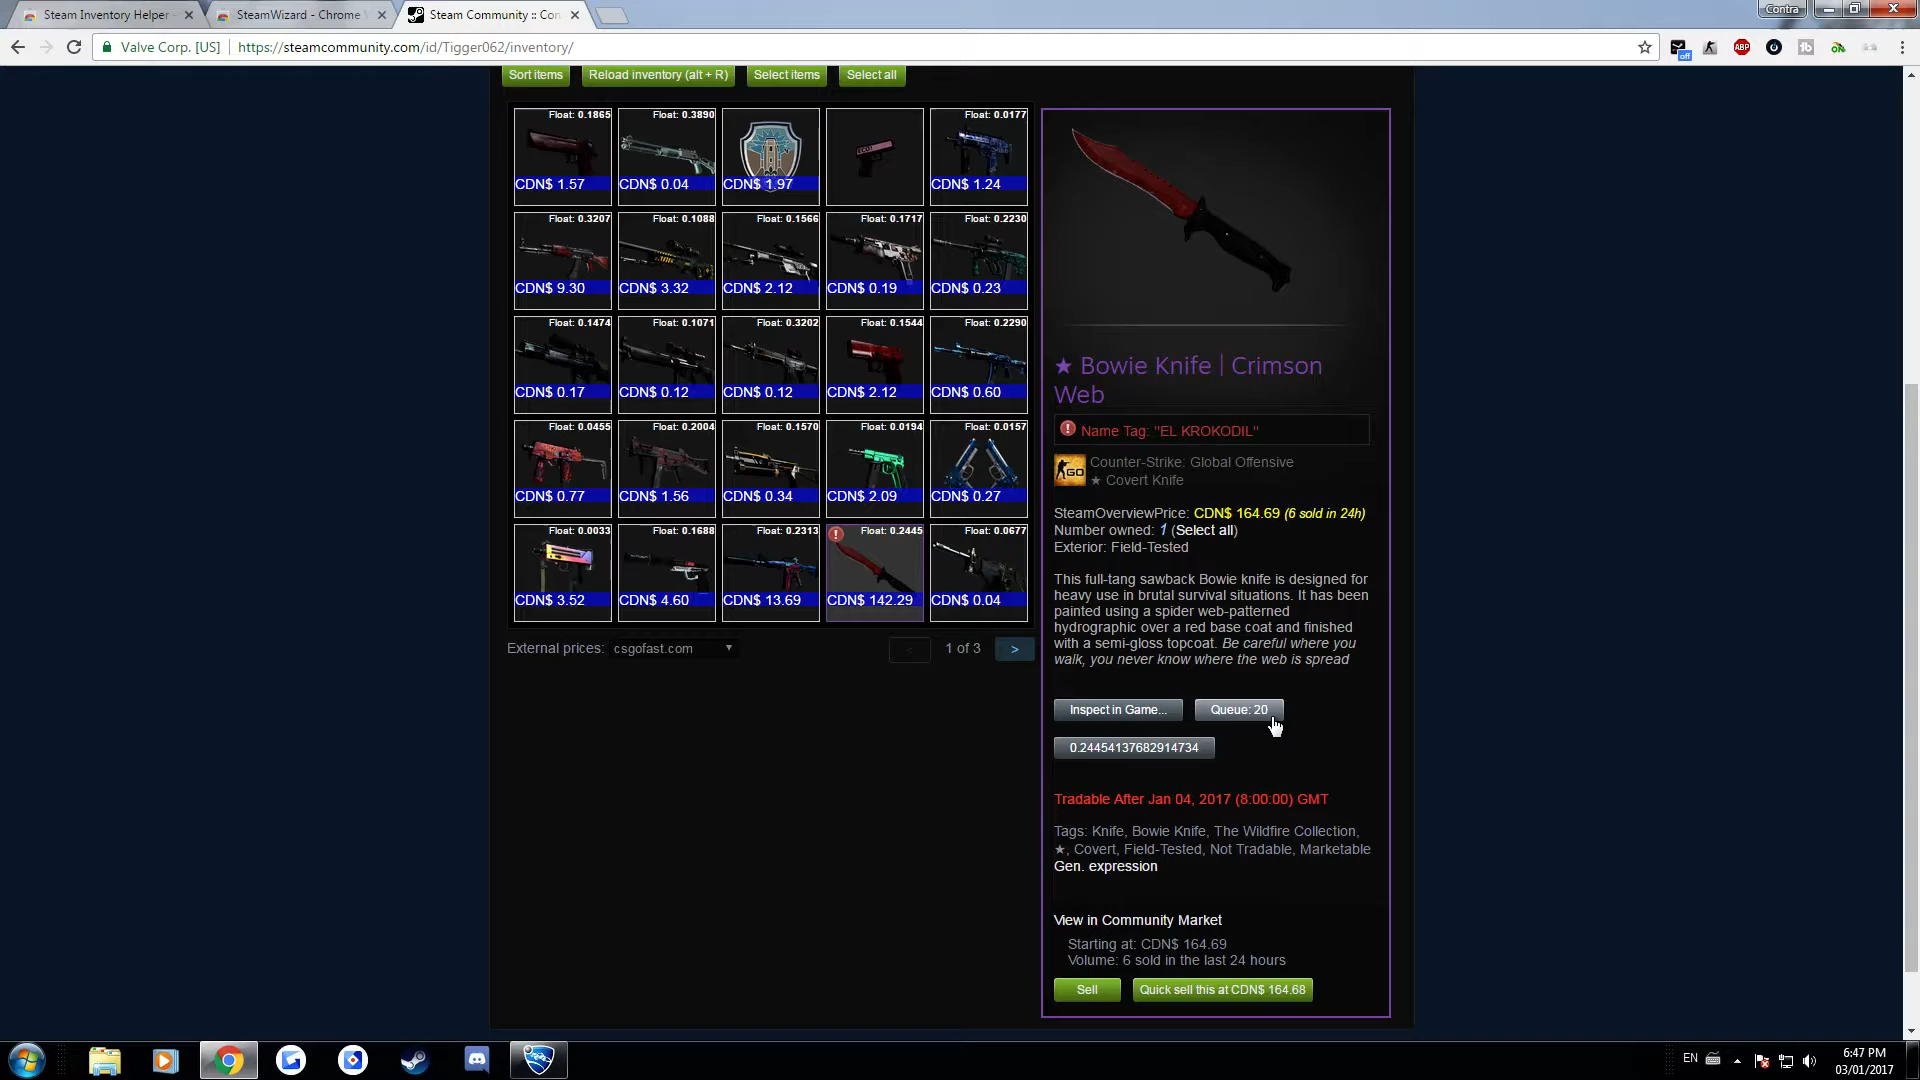 Steam Inventory Helper -
SteamWizard - Chrome
Steam Community :: Con
Contra
Valve Corp. [US]
https://steamcommunity.com/id/Tigger062/inventory/
off
ABP
Sort items
Reload inventory (alt + R)
Select items
Select all
Float: 0.1865
CDN$ 1.57
Float: 0.3890
CDN$ 0.04
CDN$ 1.97
Float: 0.0177
CDN$ 1.24
Float: 0.3207
CDN$ 9.30
Float: 0.1088
CDN$ 3.32
Float: 0.1566
CDN$ 2.12
Float: 0.1717
CDN$ 0.19
Float: 0.2230
CDN$ 0.23
Float: 0.1474
CDN$ 0.17
Float: 0.1071
CDN$ 0.12
Float: 0.3202
CDN$ 0.12
Float: 0.1544
CDN$ 2.12
Float: 0.2290
CDN$ 0.60
Float: 0.0455
CDN$ 0.77
Float: 0.2004
CDN$ 1.56
Float: 0.1570
CDN$ 0.34
Float: 0.0194
CDN$ 2.09
Float: 0.0157
CDN$ 0.27
Float: 0.0033
CDN$ 3.52
Float: 0.1688
CDN$ 4.60
Float: 0.2313
CDN$ 13.69
Float: 0.2445
CDN$ 142.29
Float: 0.0677
CDN$ 0.04
External prices: csgofast.com
<
1 of 3
>
★ Bowie Knife | Crimson
Web
Name Tag: "EL KROKODIL"
GO
Counter-Strike: Global Offensive
★ Covert Knife
SteamOverviewPrice: CDN$ 164.69 (6 sold in 24h)
Number owned: 1 (Select all)
Exterior: Field-Tested
This full-tang sawback Bowie knife is designed for
heavy use in brutal survival situations. It has been
painted using a spider web-patterned
hydrographic over a red base coat and finished
with a semi-gloss topcoat. Be careful where you
walk, you never know where the web is spread
Inspect in Game...
Queue: 20
0.24454137682914734
Tradable After Jan 04, 2017 (8:00:00) GMT
Tags: Knife, Bowie Knife, The Wildfire Collection,
★, Covert, Field-Tested, Not Tradable, Marketable
Gen. expression
View in Community Market
Starting at: CDN$ 164.69
Volume: 6 sold in the last 24 hours
Sell
Quick sell this at CDN$ 164.68
EN
6:47 PM
03/01/2017